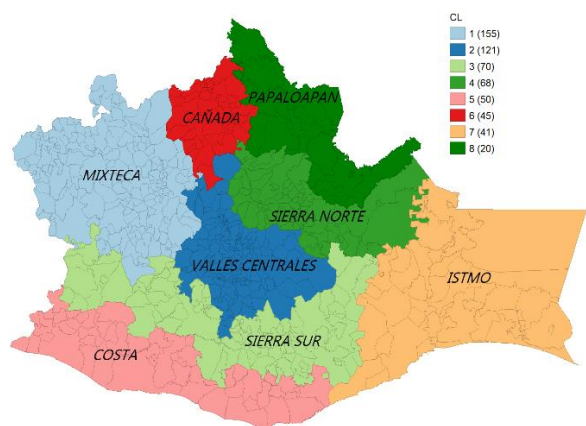 CL
1 (155)
2 (121)
3 (70)
4 (68)
5 (50)
6 (45)
7 (41)
8 (20)
PAPALOAPAN
CAÑADA
MIXTECA
SIERRA NORTE
VALLES CENTRALES
ISTMO
SIERRA SUR
COSTA